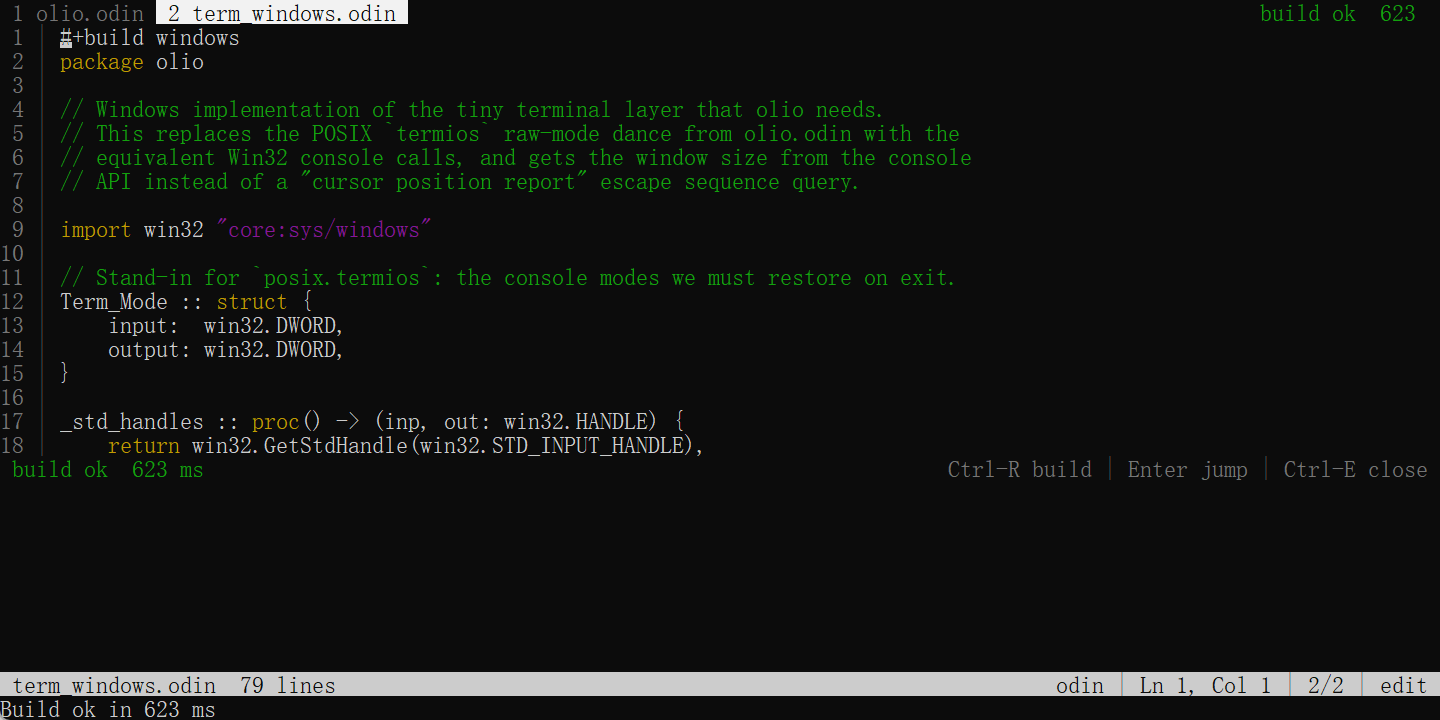 1 olio.odin  2 term_windows.odin  build ok  623
1 #+build windows
2 package olio
3
4 // Windows implementation of the tiny terminal layer that olio needs.
5 // This replaces the POSIX `termios` raw-mode dance from olio.odin with the
6 // equivalent Win32 console calls, and gets the window size from the console
7 // API instead of a "cursor position report" escape sequence query.
8
9 import win32 "core:sys/windows"
10
11 // Stand-in for `posix.termios`: the console modes we must restore on exit.
12 Term_Mode :: struct {
13     input:  win32.DWORD,
14     output: win32.DWORD,
15 }
16
17 _std_handles :: proc() -> (inp, out: win32.HANDLE) {
18     return win32.GetStdHandle(win32.STD_INPUT_HANDLE),
build ok  623 ms  Ctrl-R build │ Enter jump │ Ctrl-E close
term_windows.odin  79 lines  odin │ Ln 1, Col 1 │ 2/2 │ edit
Build ok in 623 ms